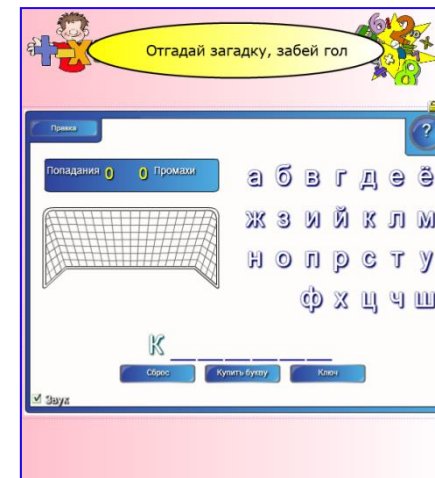 Отгадай загадку, забей гол
Правка
?
Попадания 0 0 Промахи
а б в г д е ё
ж з и й к л м
н о п р с т у
ф х ц ч ш
К _ _ _ _ _ _
Сброс Купить букву Ключ
Звук